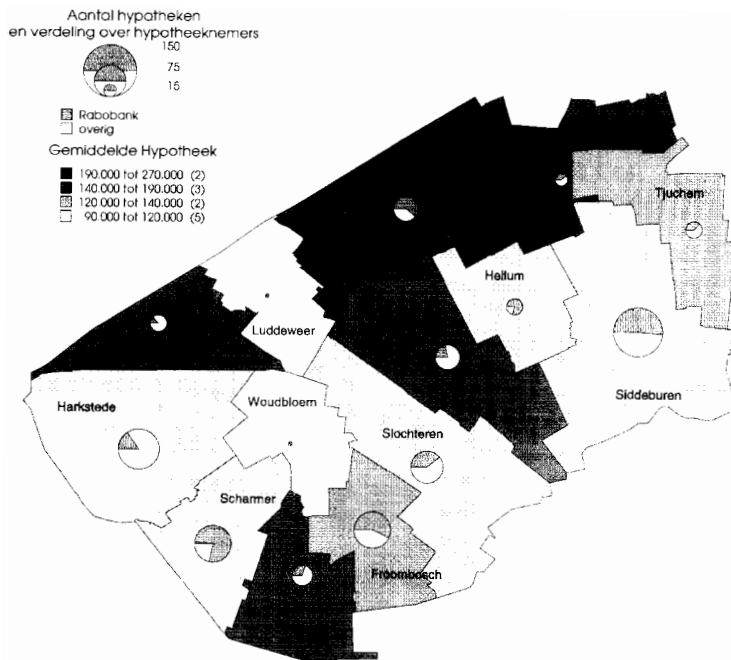 Aantal hypatheken
en verdeling over hypotheeknemers
150
75
15
Rabobank
overig
Gemiddelde Hypotheek
190.000 tot 270.000 (2)
140.000 tot 190.000 (3)
120.000 tot 140.000 (2)
90.000 tot 120.000 (5)
Tjuchem
Hellum
Luddeweer
Siddeburen
Harkstede
Woudbloem
Slochteren
Scharmer
Froombosch